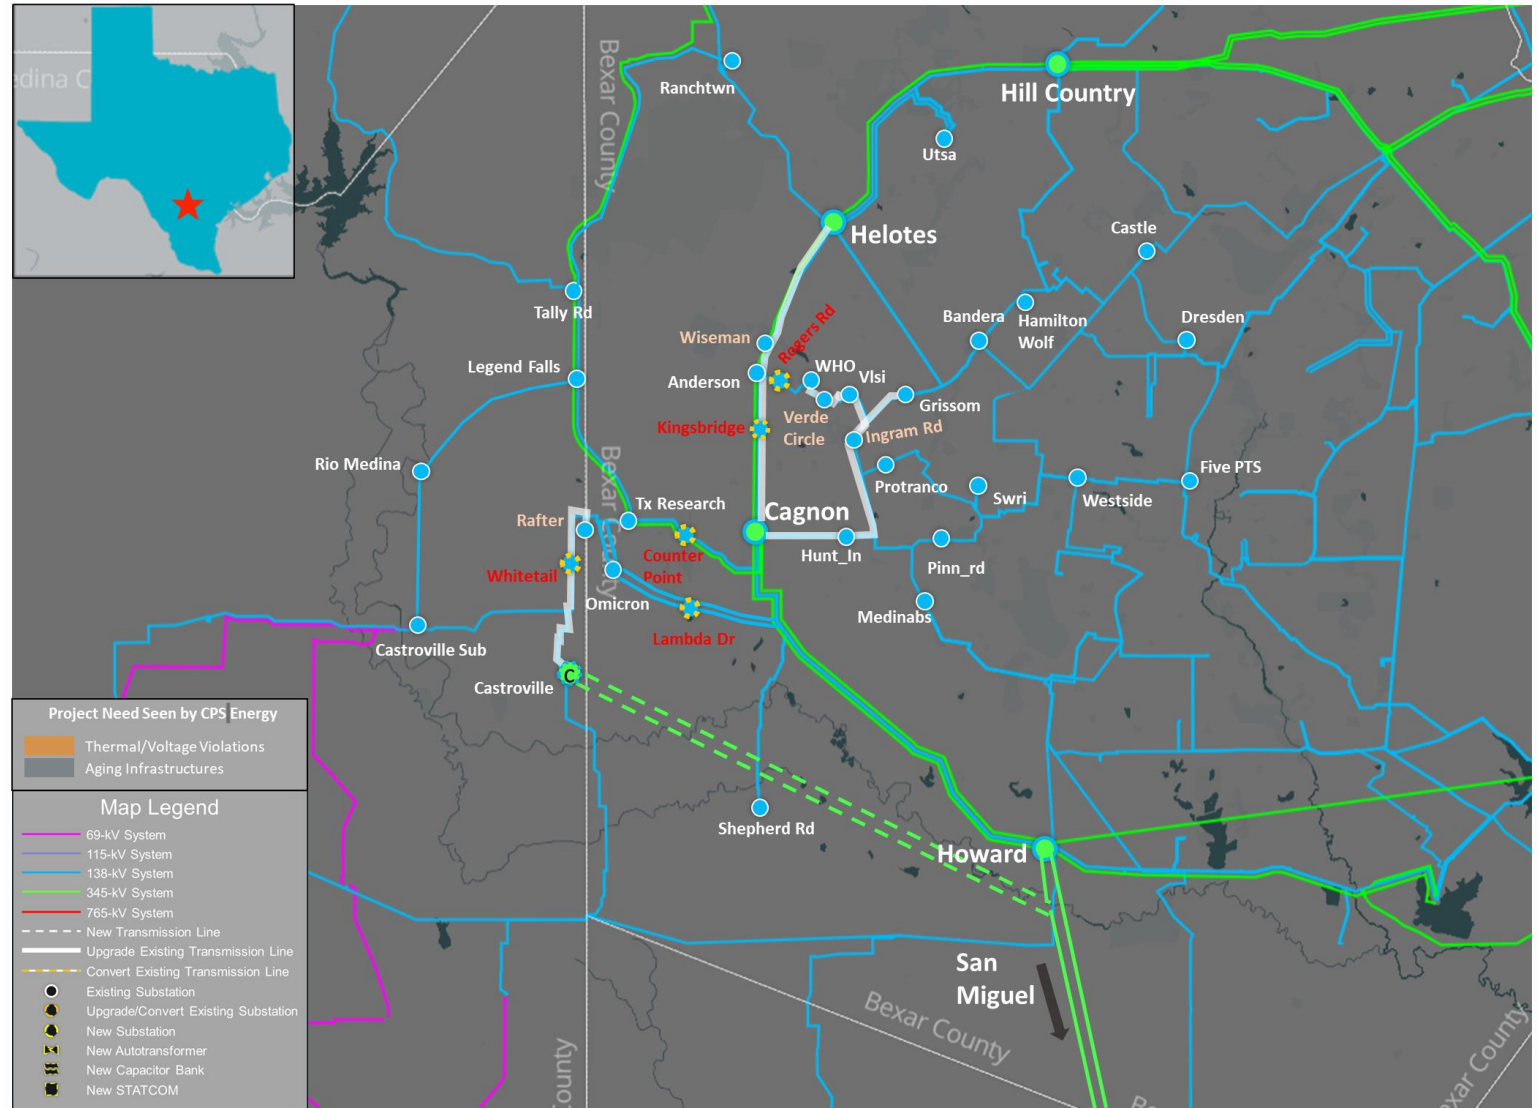 edina C
Bexar County
Ranchtwn
Hill Country
Utsa
Helotes
Castle
Tally Rd
Rogers Rd
Wiseman
Bandera
Hamilton
Wolf
Dresden
Legend Falls
Anderson
WHO
Vlsi
Grissom
Verde
Circle
Kingsbridge
Ingram Rd
Bexar County
Rio Medina
Protranco
Swri
Westside
Five PTS
Tx Research
Cagnon
Rafter
Counter
Point
Hunt_In
Pinn_rd
Whitetail
Omicron
Medinabs
Lambda Dr
Castroville Sub
C
Castroville
Shepherd Rd
Howard
San
Miguel
Bexar County
County
Be
exar County
Project Need Seen by CPS Energy
Thermal/Voltage Violations
Aging Infrastructures
Map Legend
69-kV System
115-kV System
138-kV System
345-kV System
765-kV System
New Transmission Line
Upgrade Existing Transmission Line
Convert Existing Transmission Line
Existing Substation
Upgrade/Convert Existing Substation
New Substation
New Autotransformer
New Capacitor Bank
New STATCOM